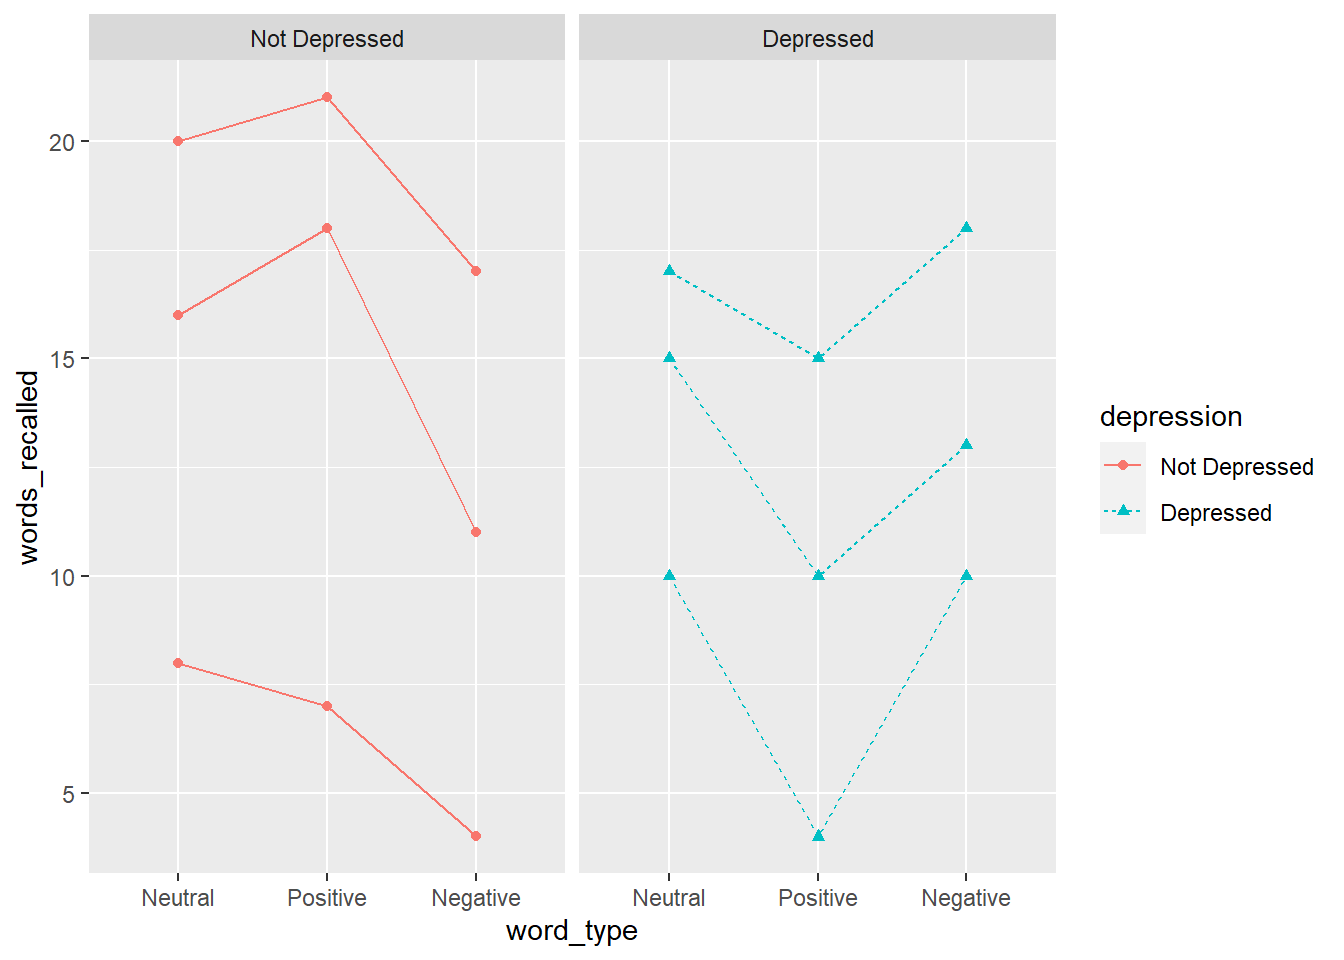 Not Depressed
Depressed
20
15
10
5
words_recalled
Neutral Positive Negative
Neutral Positive Negative
word_type
depression
Not Depressed
Depressed